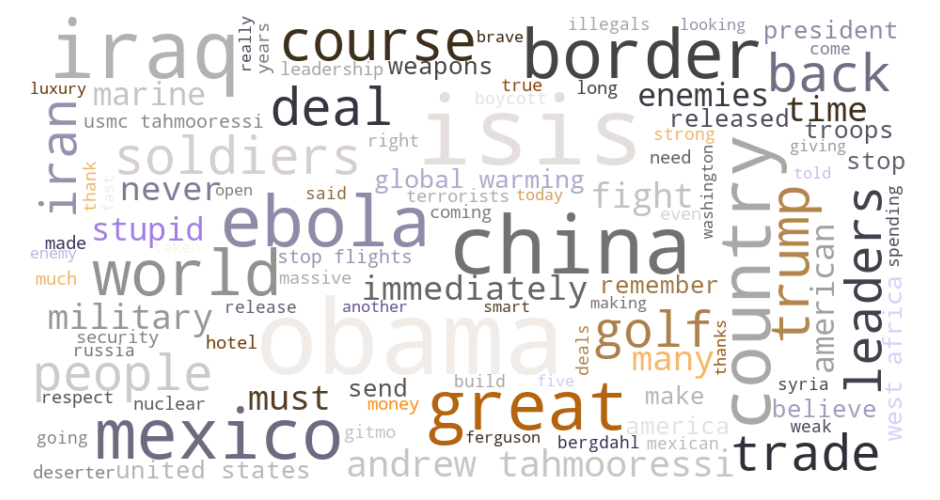 iraq
really
years
course
brave
border
illegals
looking
president
come
back
luxury
marine
leadership
weapons
boycott
true
long
enemies
time
usmc tahmooressi
deal
isis
released
troops
iran
soldiers
right
strong
giving
stop
thank
fast
never
open
said
global warming
need
told
terrorists
today
fight
washington
country
trump
leaders
spending
made
stupid
ebola
coming
even
china
enemy
taken
stop flights
much
world
massive
immediately
remember
american
west africa
military
release
another
smart
making
security
russia
hotel
obama
deals
golf
thanks
many
people
respect
nuclear
must
send
build
five
make
syria
believe
money
great
weak
going
mexico
gitmo
ferguson
bergdahl
america
mexican
trade
deserter
united states
andrew tahmooressi